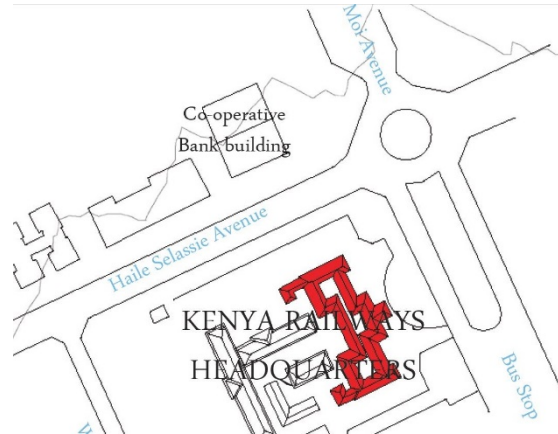 Moi Avenue
Co-operative
Bank building
Haile Selassie Avenue
KENYA RAILWAYS
HEADQUARTERS
Bus Stop